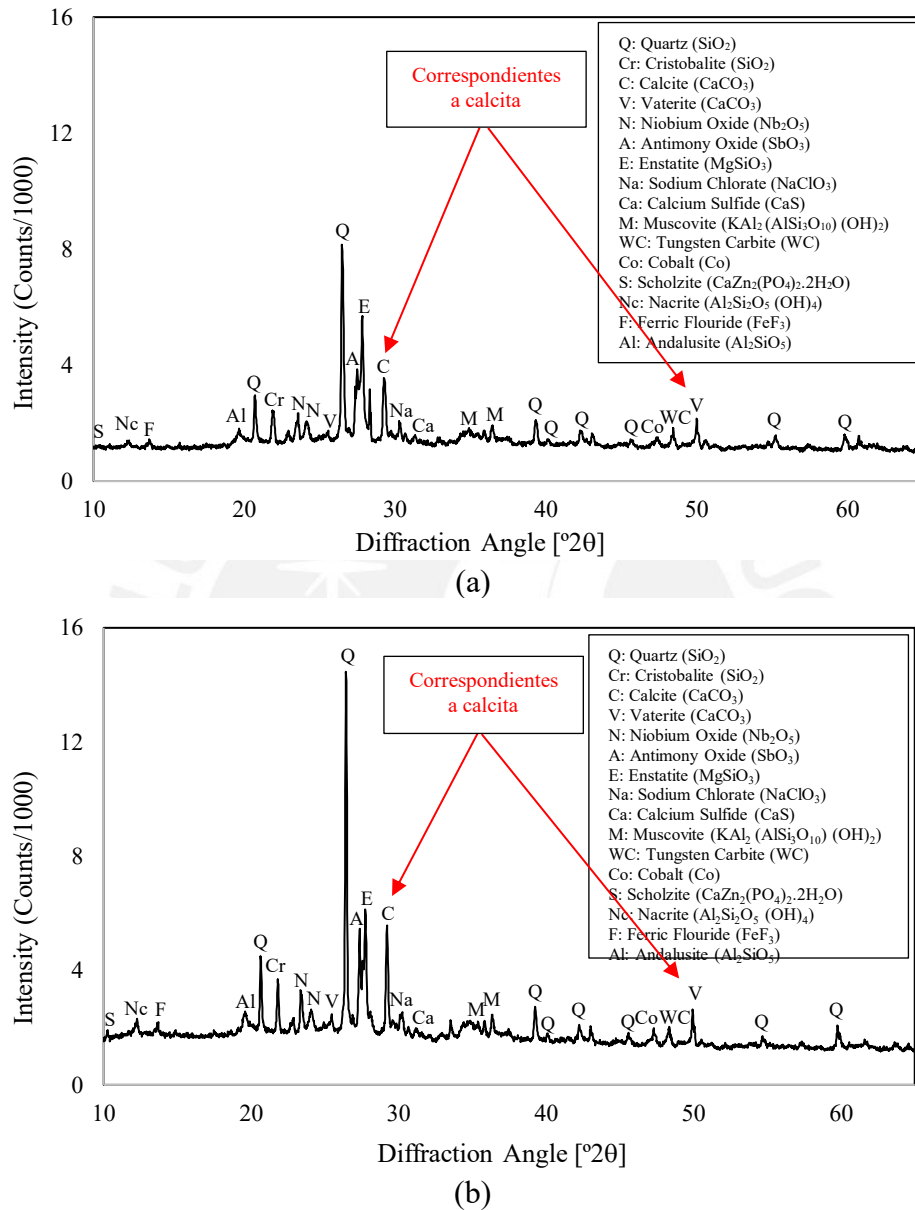 16
12
8
4
0
Intensity (Counts/1000)
Correspondientes
a calcita
Q: Quartz (SiO₂)
Cr: Cristobalite (SiO₂)
C: Calcite (CaCO₃)
V: Vaterite (CaCO₃)
N: Niobium Oxide (Nb₂O₅)
A: Antimony Oxide (SbO₃)
E: Enstatite (MgSiO₃)
Na: Sodium Chlorate (NaClO₃)
Ca: Calcium Sulfide (CaS)
M: Muscovite (KAl₂ (AlSi₃O₁₀) (OH)₂)
WC: Tungsten Carbite (WC)
Co: Cobalt (Co)
S: Scholzite (CaZn₂(PO₄)₂.2H₂O)
Nc: Nacrite (Al₂Si₂O₅ (OH)₄)
F: Ferric Flouride (FeF₃)
Al: Andalusite (Al₂SiO₅)
S Nc F Al Q Cr N N V Q A E C Na Ca M M Q Q Q Q Co WC V Q Q
10 20 30 40 50 60
Diffraction Angle [º2θ]
(a)
16
12
8
4
0
Intensity (Counts/1000)
Correspondientes
a calcita
Q: Quartz (SiO₂)
Cr: Cristobalite (SiO₂)
C: Calcite (CaCO₃)
V: Vaterite (CaCO₃)
N: Niobium Oxide (Nb₂O₅)
A: Antimony Oxide (SbO₃)
E: Enstatite (MgSiO₃)
Na: Sodium Chlorate (NaClO₃)
Ca: Calcium Sulfide (CaS)
M: Muscovite (KAl₂ (AlSi₃O₁₀) (OH)₂)
WC: Tungsten Carbite (WC)
Co: Cobalt (Co)
S: Scholzite (CaZn₂(PO₄)₂.2H₂O)
Nc: Nacrite (Al₂Si₂O₅ (OH)₄)
F: Ferric Flouride (FeF₃)
Al: Andalusite (Al₂SiO₅)
S Nc F Al Q Cr N N V Q A E C Na Ca M M Q Q Q Q Co WC V Q Q
10 20 30 40 50 60
Diffraction Angle [º2θ]
(b)